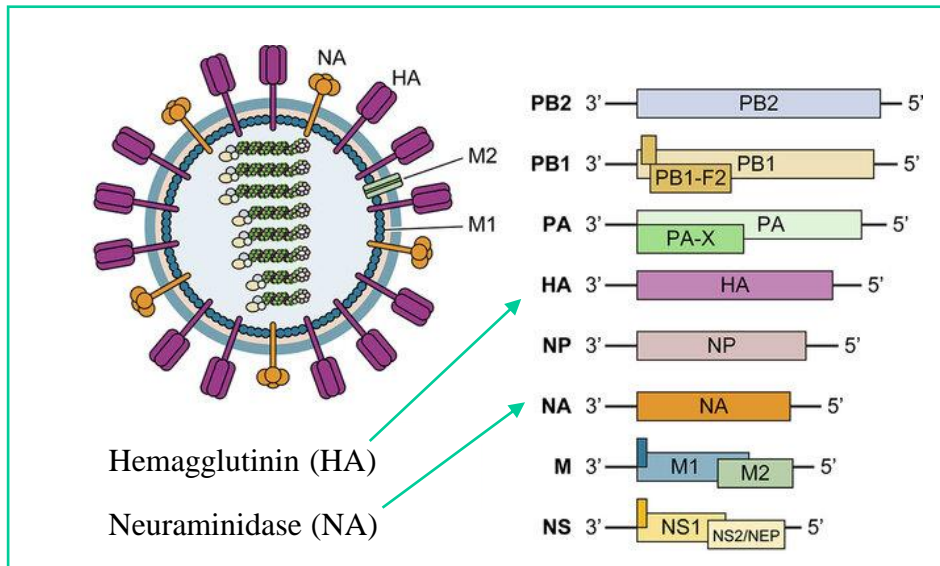 NA
HA
M2
M1
Hemagglutinin (HA)
Neuraminidase (NA)
PB2 3’ PB2 5’
PB1 3’ PB1 5’
PB1-F2
PA 3’ PA 5’
PA-X
HA 3’ HA 5’
NP 3’ NP 5’
NA 3’ NA 5’
M 3’ M1 M2 5’
NS 3’ NS1 NS2/NEP 5’